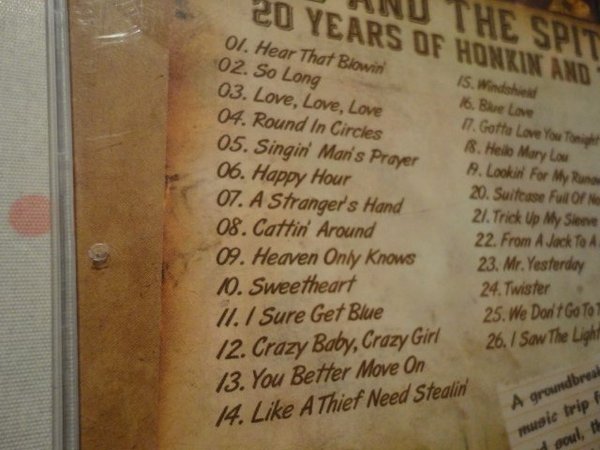 AND THE SPIT
20 YEARS OF HONKIN' AND
01. Hear That Blowin'
02. So Long
03. Love, Love, Love
04. Round In Circles
05. Singin' Man's Prayer
06. Happy Hour
07. A Stranger's Hand
08. Cattin' Around
09. Heaven Only Knows
10. Sweetheart
11. I Sure Get Blue
12. Crazy Baby, Crazy Girl
13. You Better Move On
14. Like A Thief Need Stealin'
15. Windshield
16. Blue Love
17. Gotta Love You Tonight
18. Hello Mary Lou
19. Lookin' For My Runaw
20. Suitcase Full Of No
21. Trick Up My Sleeve
22. From A Jack To A
23. Mr. Yesterday
24. Twister
25. We Don't Go To T
26. I Saw The Light
A groundbreak
music trip f
d soul, th